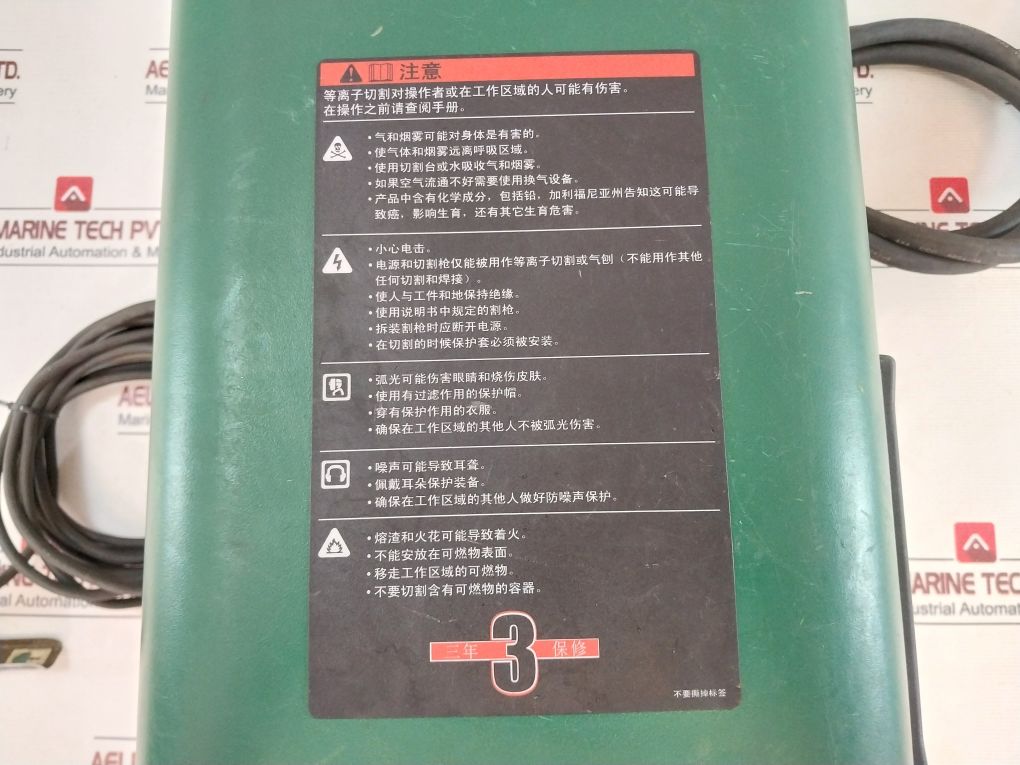 注意
等离子切割对操作者或在工作区域的人可能有伤害。
在操作之前请查阅手册。
•气和烟雾可能对身体是有害的。
•使气体和烟雾远离呼吸区域。
•使用切割台或水吸收气和烟雾。
•如果空气流通不好需要使用换气设备。
•产品中含有化学成分，包括铅，加利福尼亚州告知这可能导
致癌，影响生育，还有其它生育危害。
•小心电击。
•电源和切割枪仅能被用作等离子切割或气刨（不能用作其他
任何切割和焊接）。
•使人与工件和地保持绝缘。
•使用说明书中规定的割枪。
•拆装割枪时应断开电源。
•在切割的时候保护套必须被安装。
•弧光可能伤害眼睛和烧伤皮肤。
•使用有过滤作用的保护帽。
•穿有保护作用的衣服。
•确保在工作区域的其他人不被弧光伤害。
•噪声可能导致耳聋。
•佩戴耳朵保护装备。
•确保在工作区域的其他人做好防噪声保护。
•熔渣和火花可能导致着火。
•不能安放在可燃物表面。
•移走工作区域的可燃物。
•不要切割含有可燃物的容器。
三年 3 保修
不要撕掉标签
TD.
ery
AE
Mari
MARINE TECH PV
dustrial Automation & M
AEL
Marin
ARINE TEC
ustrial Automat
al Automatio
AELU